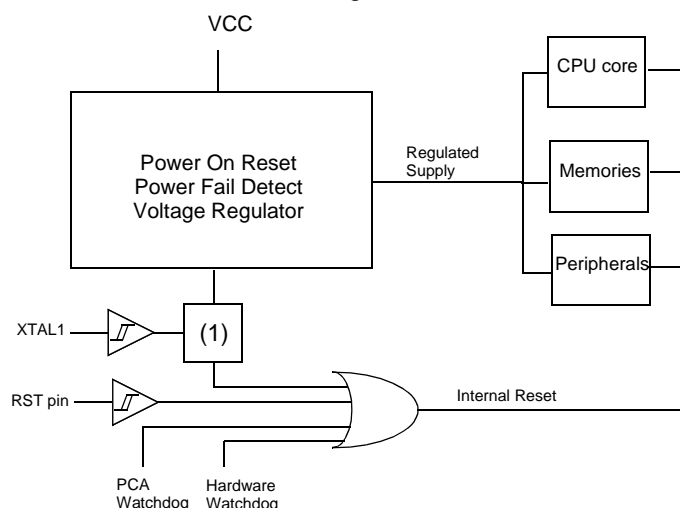 VCC
CPU core
Power On Reset
Power Fail Detect
Voltage Regulator
Regulated
Supply
Memories
Peripherals
XTAL1
(1)
RST pin
Internal Reset
PCA
Watchdog
Hardware
Watchdog